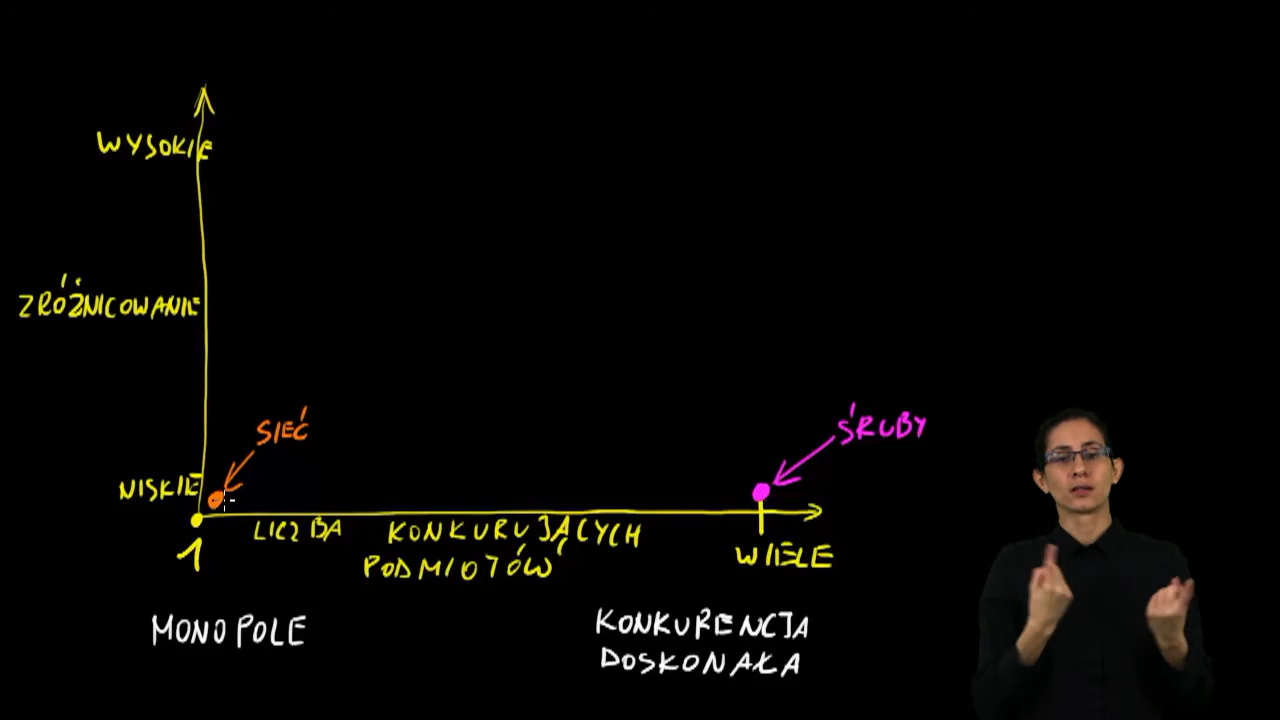 WYSOKIE
ZRÓŻNICOWANIE
SIEĆ
ŚRUBY
NISKIE
1
LICZBA KONKURUJĄCYCH
PODMIOTÓW
WIELE
MONOPOLE
KONKURENCJA
DOSKONAŁA